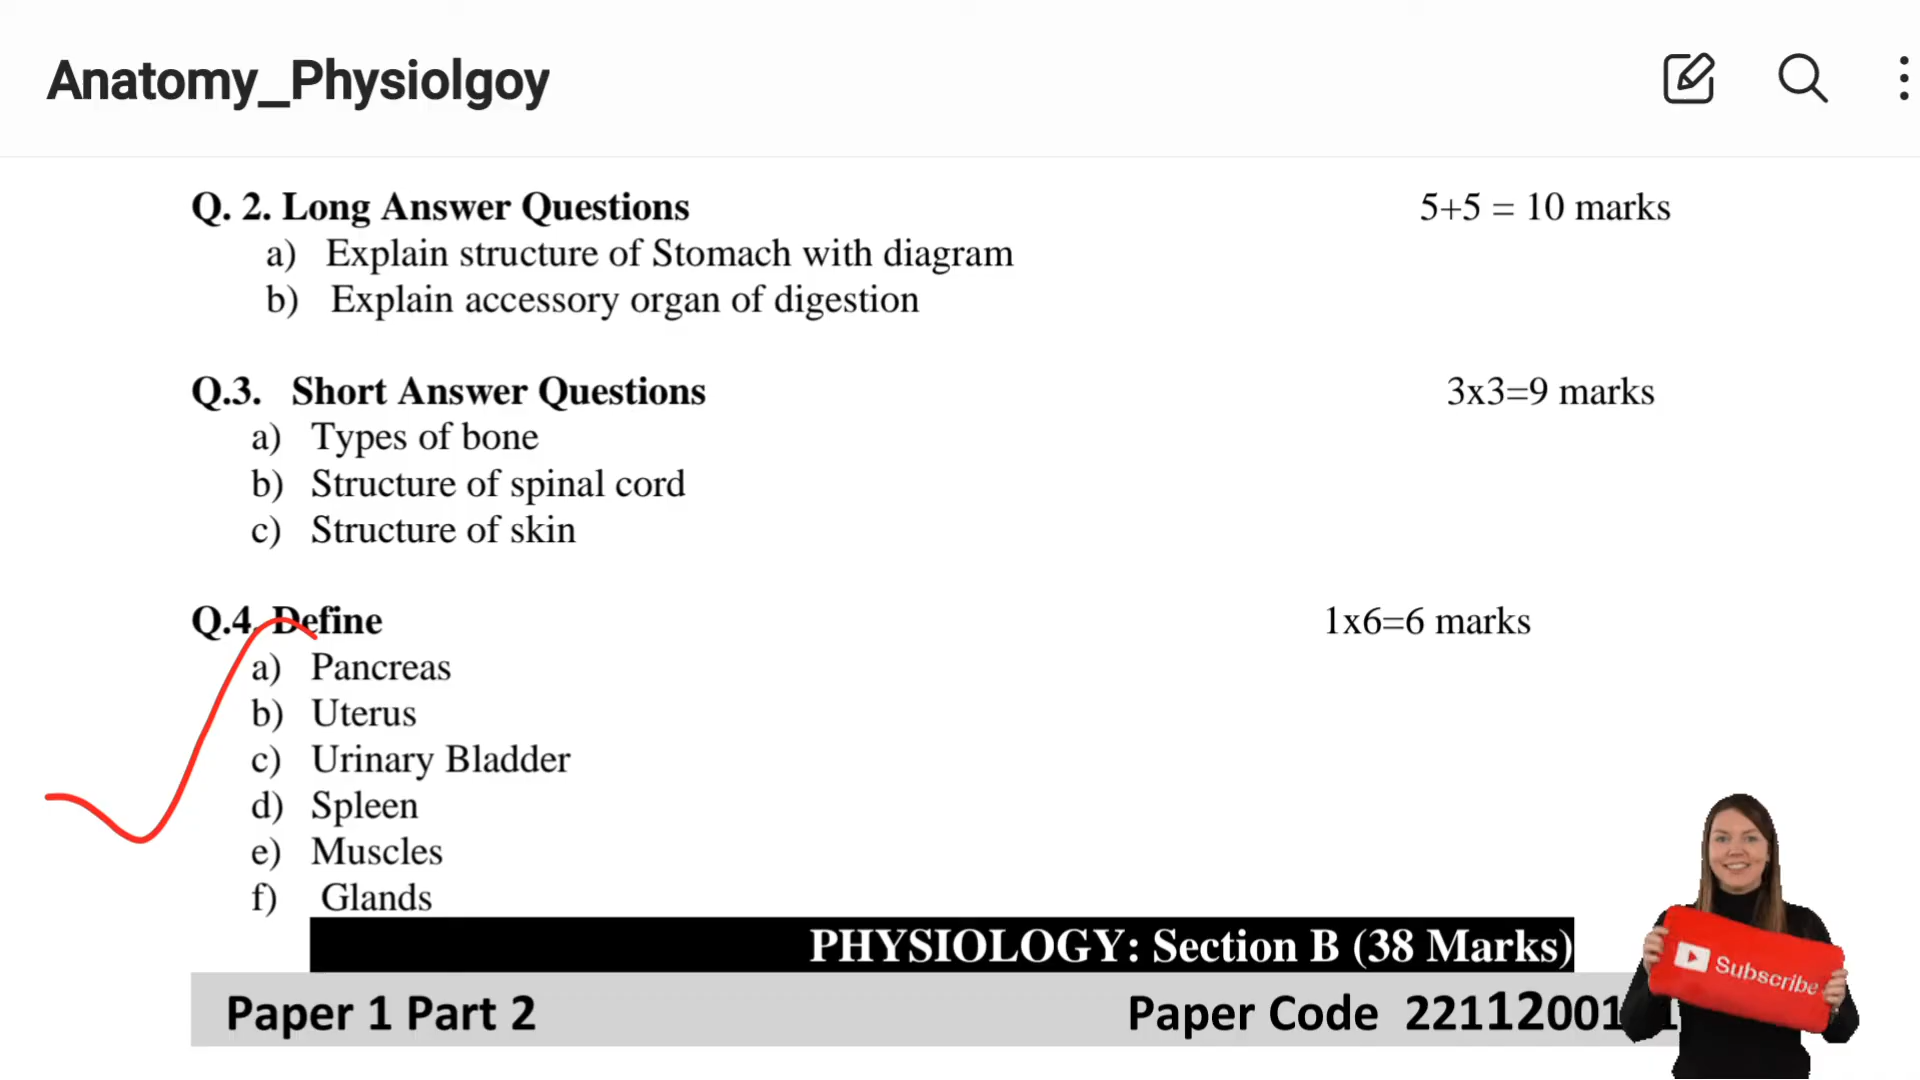 Anatomy_Physiolgoy
Q. 2. Long Answer Questions 5+5 = 10 marks
a) Explain structure of Stomach with diagram
b) Explain accessory organ of digestion
Q.3. Short Answer Questions 3x3=9 marks
a) Types of bone
b) Structure of spinal cord
c) Structure of skin
Q.4. Define 1x6=6 marks
a) Pancreas
b) Uterus
c) Urinary Bladder
d) Spleen
e) Muscles
f) Glands
PHYSIOLOGY: Section B (38 Marks)
Paper 1 Part 2 Paper Code
Subscribe